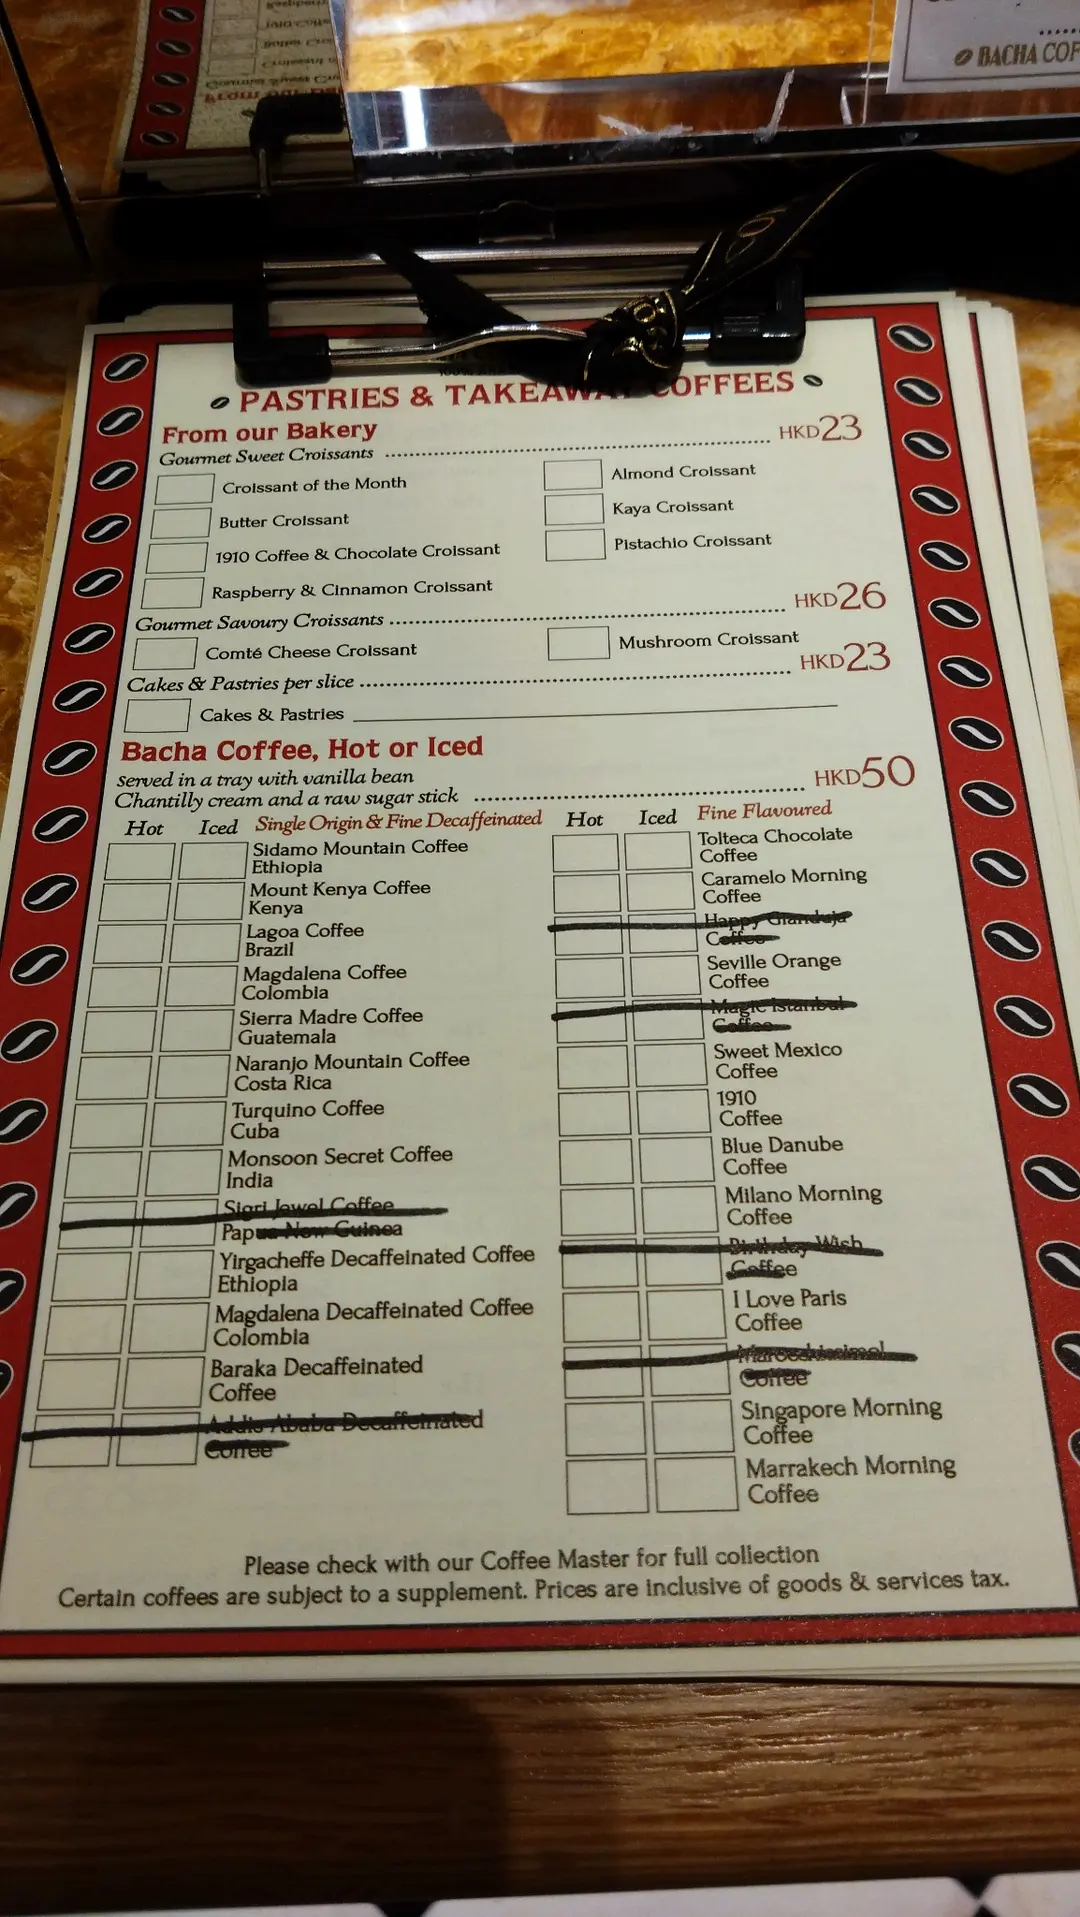 BACHA COF
PASTRIES & TAKEAWAY COFFEES
From our Bakery
Gourmet Sweet Croissants HKD23
Croissant of the Month
Almond Croissant
Butter Croissant
Kaya Croissant
1910 Coffee & Chocolate Croissant
Pistachio Croissant
Raspberry & Cinnamon Croissant
Gourmet Savoury Croissants HKD26
Comté Cheese Croissant
Mushroom Croissant
Cakes & Pastries per slice HKD23
Cakes & Pastries
Bacha Coffee, Hot or Iced
served in a tray with vanilla bean
Chantilly cream and a raw sugar stick HKD50
Hot Iced Single Origin & Fine Decaffeinated
Sidamo Mountain Coffee
Ethiopia
Mount Kenya Coffee
Kenya
Lagoa Coffee
Brazil
Magdalena Coffee
Colombia
Sierra Madre Coffee
Guatemala
Naranjo Mountain Coffee
Costa Rica
Turquino Coffee
Cuba
Monsoon Secret Coffee
India
Sigri Jewel Coffee
Papua New Guinea
Yirgacheffe Decaffeinated Coffee
Ethiopia
Magdalena Decaffeinated Coffee
Colombia
Baraka Decaffeinated
Coffee
Addis Ababa Decaffeinated
Coffee
Hot Iced Fine Flavoured
Tolteca Chocolate
Coffee
Caramelo Morning
Coffee
Happy Gianduja
Coffee
Seville Orange
Coffee
Magic Istanbul
Coffee
Sweet Mexico
Coffee
1910
Coffee
Blue Danube
Coffee
Milano Morning
Coffee
Birthday Wish
Coffee
I Love Paris
Coffee
Coffee
Singapore Morning
Coffee
Marrakech Morning
Coffee
Please check with our Coffee Master for full collection
Certain coffees are subject to a supplement. Prices are inclusive of goods & services tax.